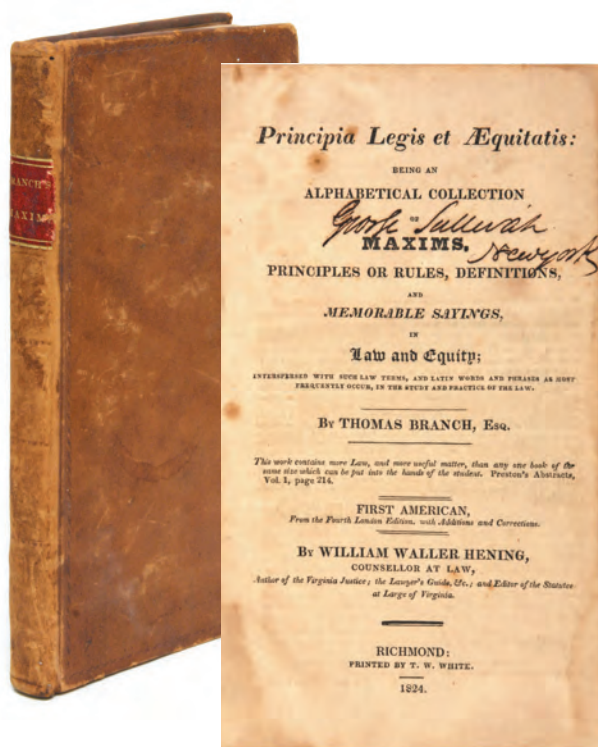 BRANCH'S
MAXIMS
Principia Legis et Æquitatis:
BEING AN
ALPHABETICAL COLLECTION
OF
George Sullivan
MAXIMS,
Newyork
PRINCIPLES OR RULES, DEFINITIONS,
AND
MEMORABLE SAYINGS,
IN
Law and Equity;
INTERSPERSED WITH SUCH LAW TERMS, AND LATIN WORDS AND PHRASES AS MOST
FREQUENTLY OCCUR, IN THE STUDY AND PRACTICE OF THE LAW.
BY THOMAS BRANCH, ESQ.
This work contains more Law, and more useful matter, than any one book of the
same size which can be put into the hands of the student. Preston's Abstracts,
Vol. 1, page 214.
FIRST AMERICAN,
From the Fourth London Edition, with Additions and Corrections.
BY WILLIAM WALLER HENING,
COUNSELLOR AT LAW,
Author of the Virginia Justice; the Lawyer's Guide, &c.; and Editor of the Statutes
at Large of Virginia.
RICHMOND:
PRINTED BY T. W. WHITE.
1824.